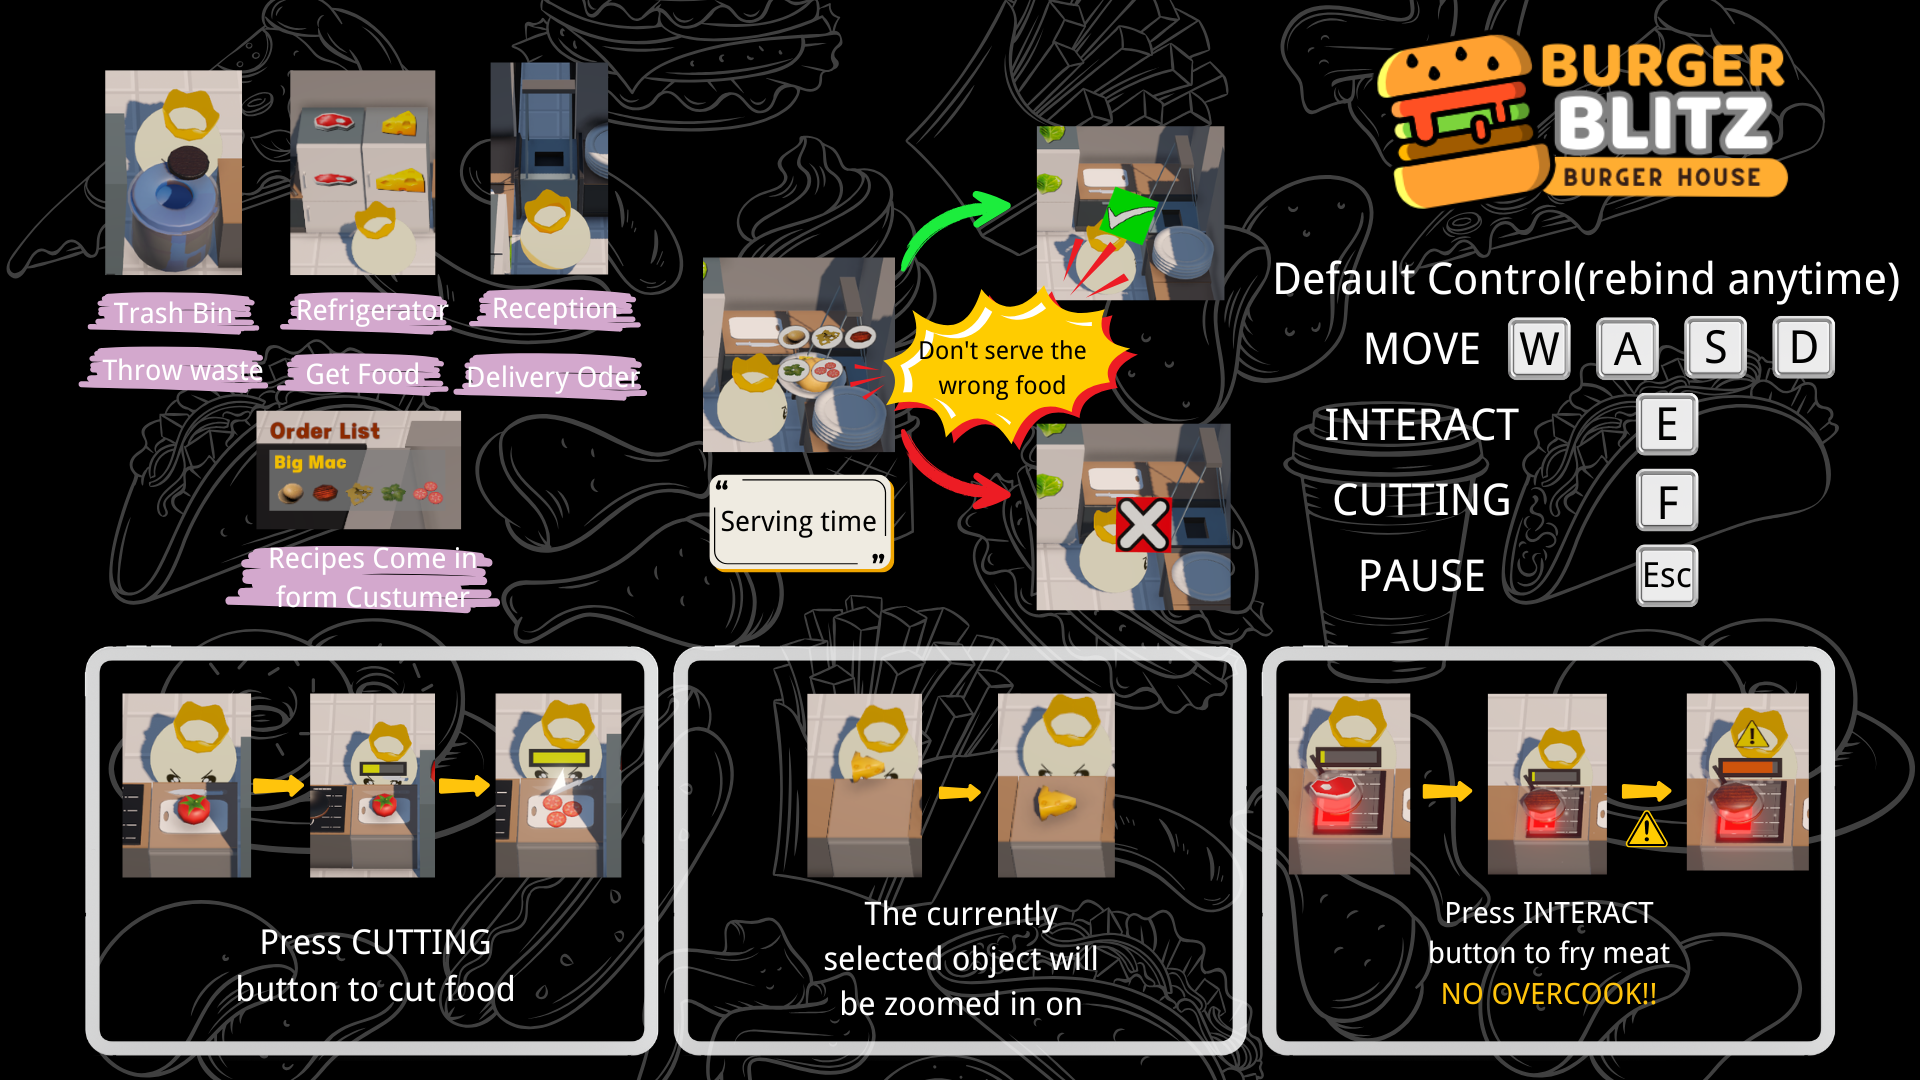 BURGER
BLITZ
BURGER HOUSE
Trash Bin
Refrigerator
Reception
Throw waste
Get Food
Delivery Oder
Order List
Big Mac
Recipes Come in
form Custumer
Don't serve the
wrong food
“
Serving time
”
Default Control(rebind anytime)
MOVE W A S D
INTERACT E
CUTTING F
PAUSE Esc
Press CUTTING
button to cut food
The currently
selected object will
be zoomed in on
Press INTERACT
button to fry meat
NO OVERCOOK!!